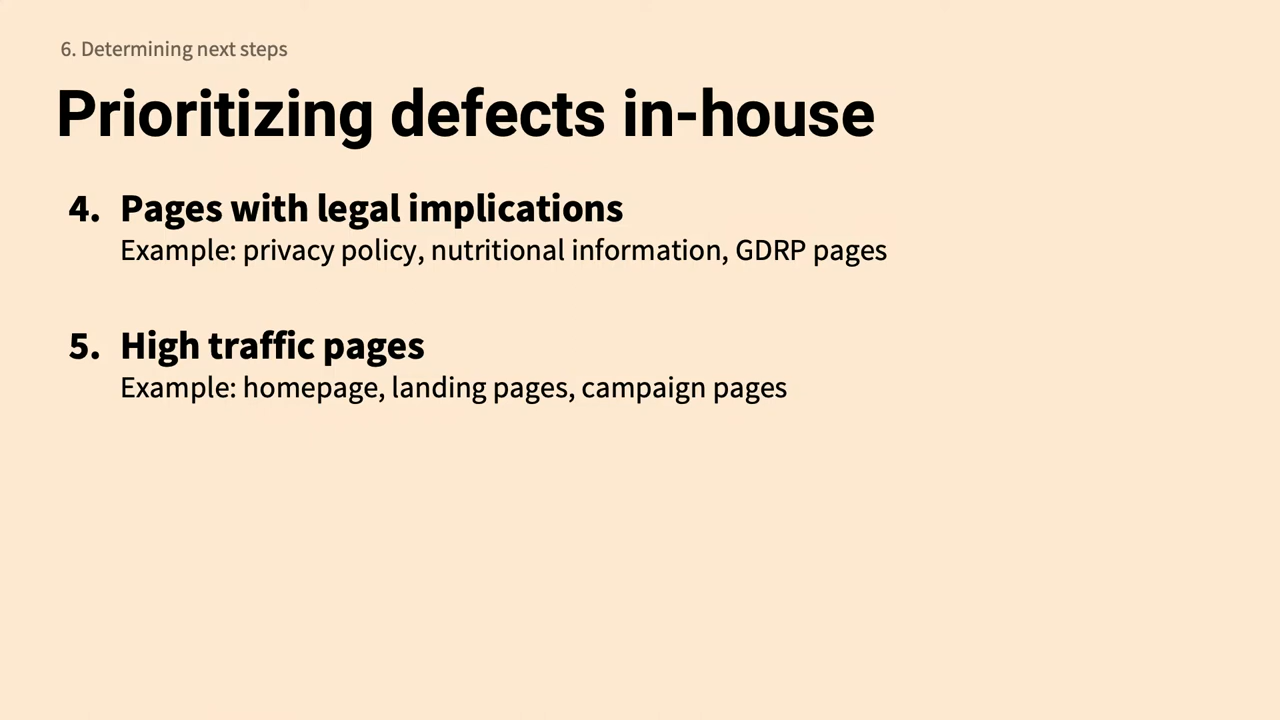 6. Determining next steps
Prioritizing defects in-house
4. Pages with legal implications
Example: privacy policy, nutritional information, GDRP pages
5. High traffic pages
Example: homepage, landing pages, campaign pages